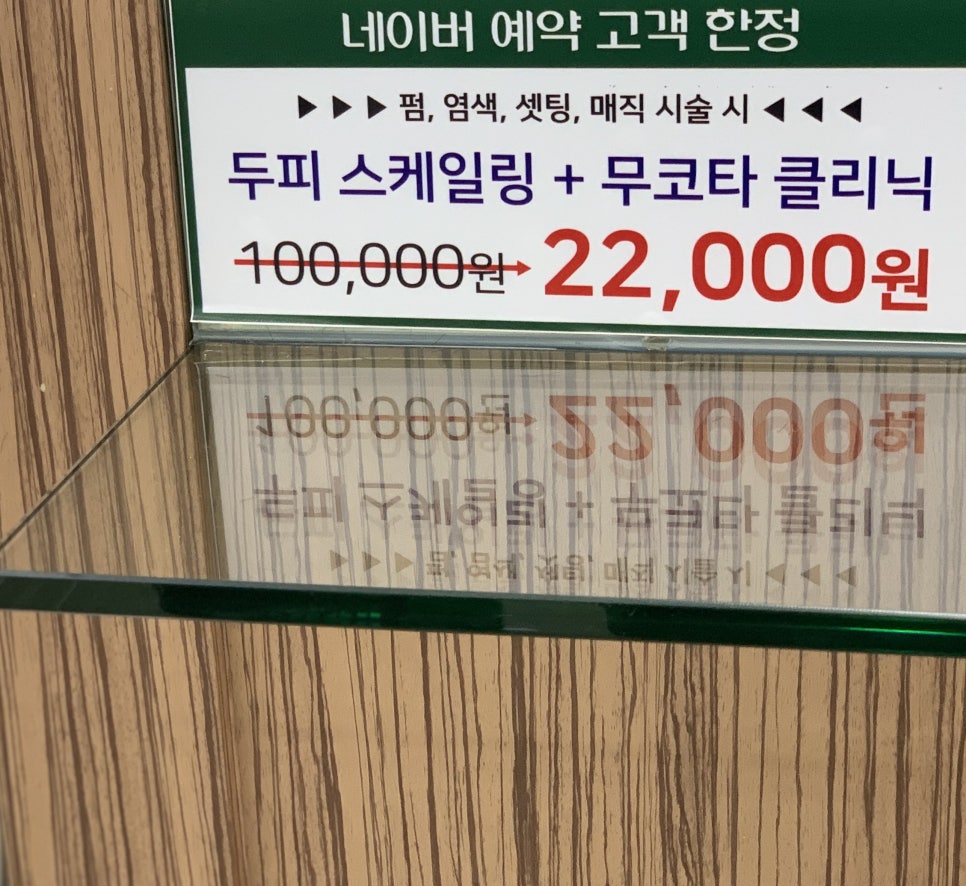 네이버 예약 고객 한정
▶ ▶ ▶ 펌, 염색, 셋팅, 매직 시술 시 ◀ ◀ ◀
두피 스케일링 + 무코타 클리닉
100,000원 → 22,000원